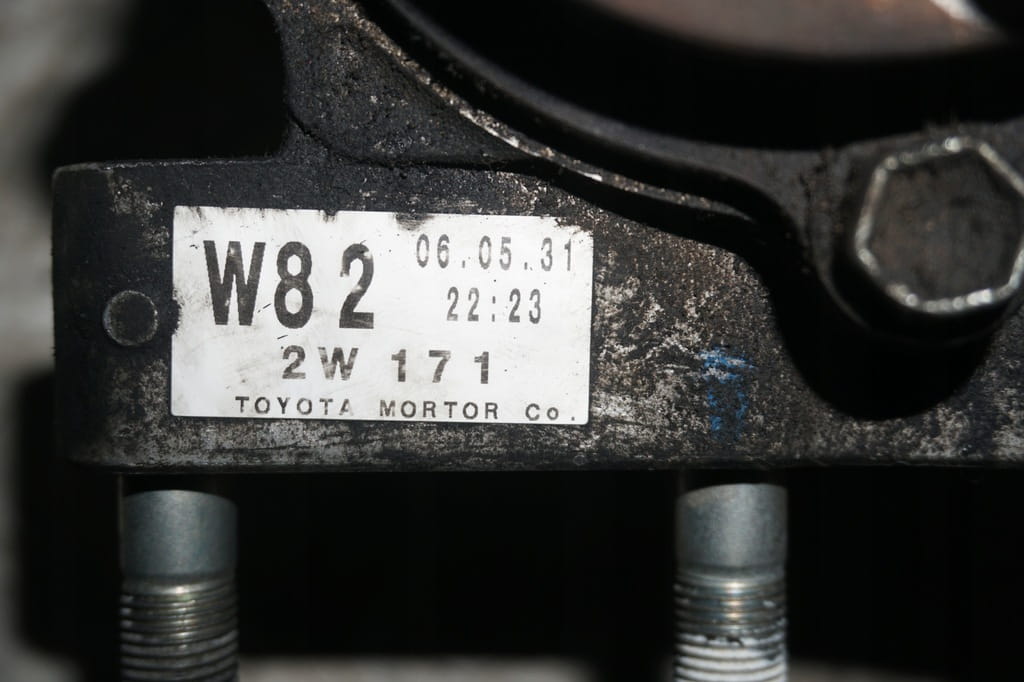 W82 06.05.31
22:23
2W 171
TOYOTA MORTOR Co.